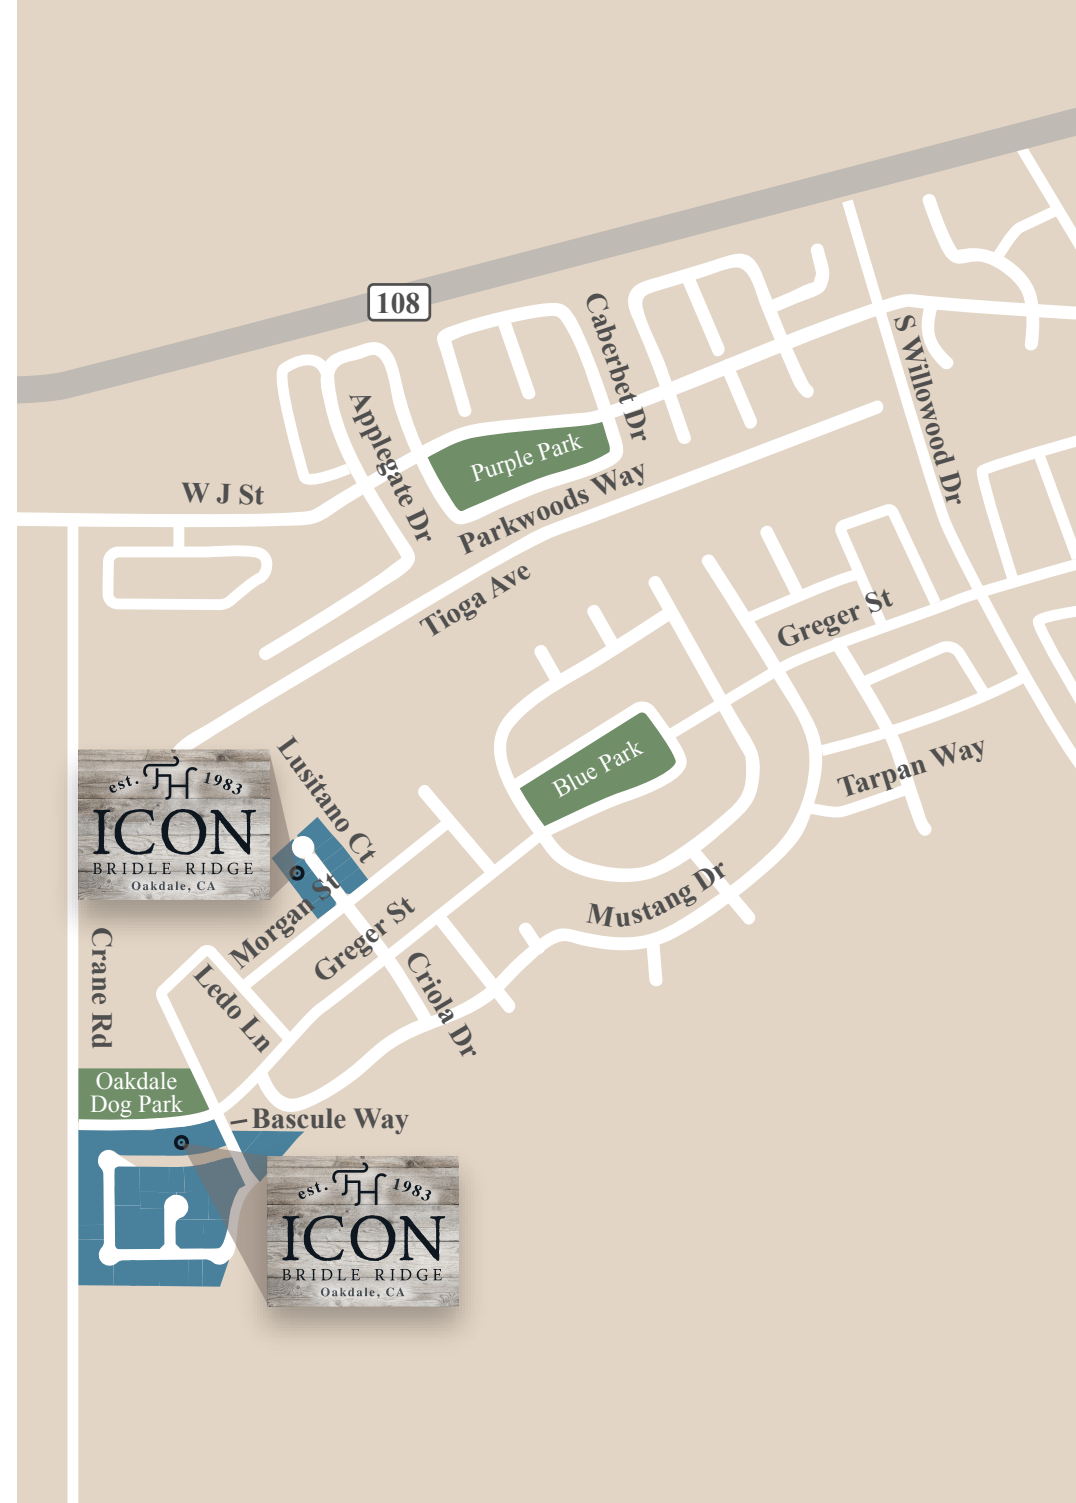 108
Caberbet Dr
S Willowood Dr
Applegate Dr
Purple Park
W J St
Parkwoods Way
Tioga Ave
Greger St
Blue Park
Tarpan Way
Lusitano Ct
est. 1983
ICON
BRIDLE RIDGE
Oakdale, CA
Morgan St
Mustang Dr
Greger St
Crane Rd
Ledo Ln
Criola Dr
Oakdale
Dog Park
Bascule Way
est. 1983
ICON
BRIDLE RIDGE
Oakdale, CA